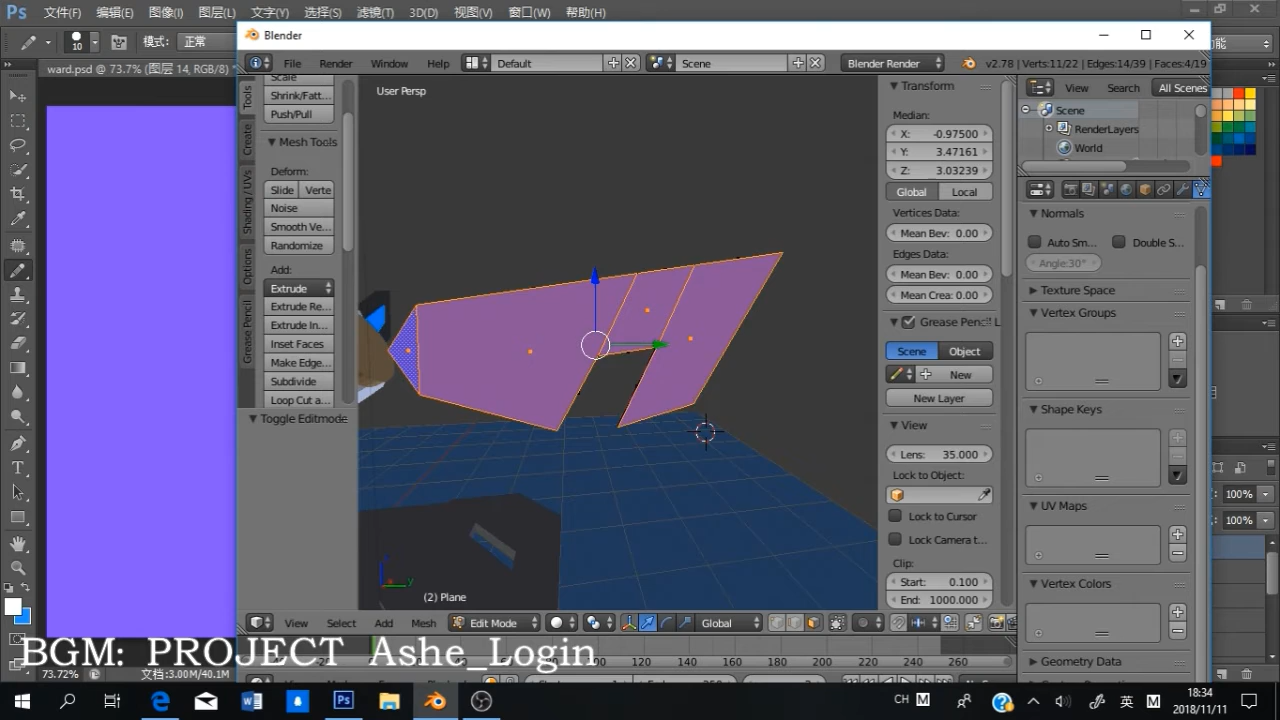 Ps 文件(F) 编辑(E) 图像(I) 图层(L) 文字(Y) 选择(S) 滤镜(T) 3D(D) 视图(V) 窗口(W) 帮助(H)
10 模式: 正常
ward.psd @ 73.7% (图层 14, RGB/8) *
Blender
File Render Window Help Default Scene Blender Render v2.78 | Verts:11/22 | Edges:14/39 | Faces:4/19
Tools
Create
Shading / UVs
Options
Grease Pencil
Scale
Shrink/Fatt...
Push/Pull
Mesh Tools
Deform:
Slide Verte
Noise
Smooth Ve...
Randomize
Add:
Extrude
Extrude Re...
Extrude In...
Inset Faces
Make Edge...
Subdivide
Loop Cut a...
Toggle Editmode
User Persp
(2) Plane
Transform
Median:
X: -0.97500
Y: 3.47161
Z: 3.03239
Global Local
Vertices Data:
Mean Bev: 0.00
Edges Data:
Mean Bev: 0.00
Mean Crea: 0.00
Grease Pencil L
Scene Object
New
New Layer
View
Lens: 35.000
Lock to Object:
Lock to Cursor
Lock Camera t...
Clip:
Start: 0.100
End: 1000.000
View Search All Scenes
Scene
RenderLayers
World
Normals
Auto Sm... Double S...
Angle:30°
Texture Space
Vertex Groups
Shape Keys
UV Maps
Vertex Colors
Geometry Data
View Select Add Mesh Edit Mode Global
120 140 160 180 200 220 240 260
能
100%
100%
BGM: PROJECT Ashe_Login
73.72% 文档:3.00M/40.1M
CH M 英 M
18:34
2018/11/11